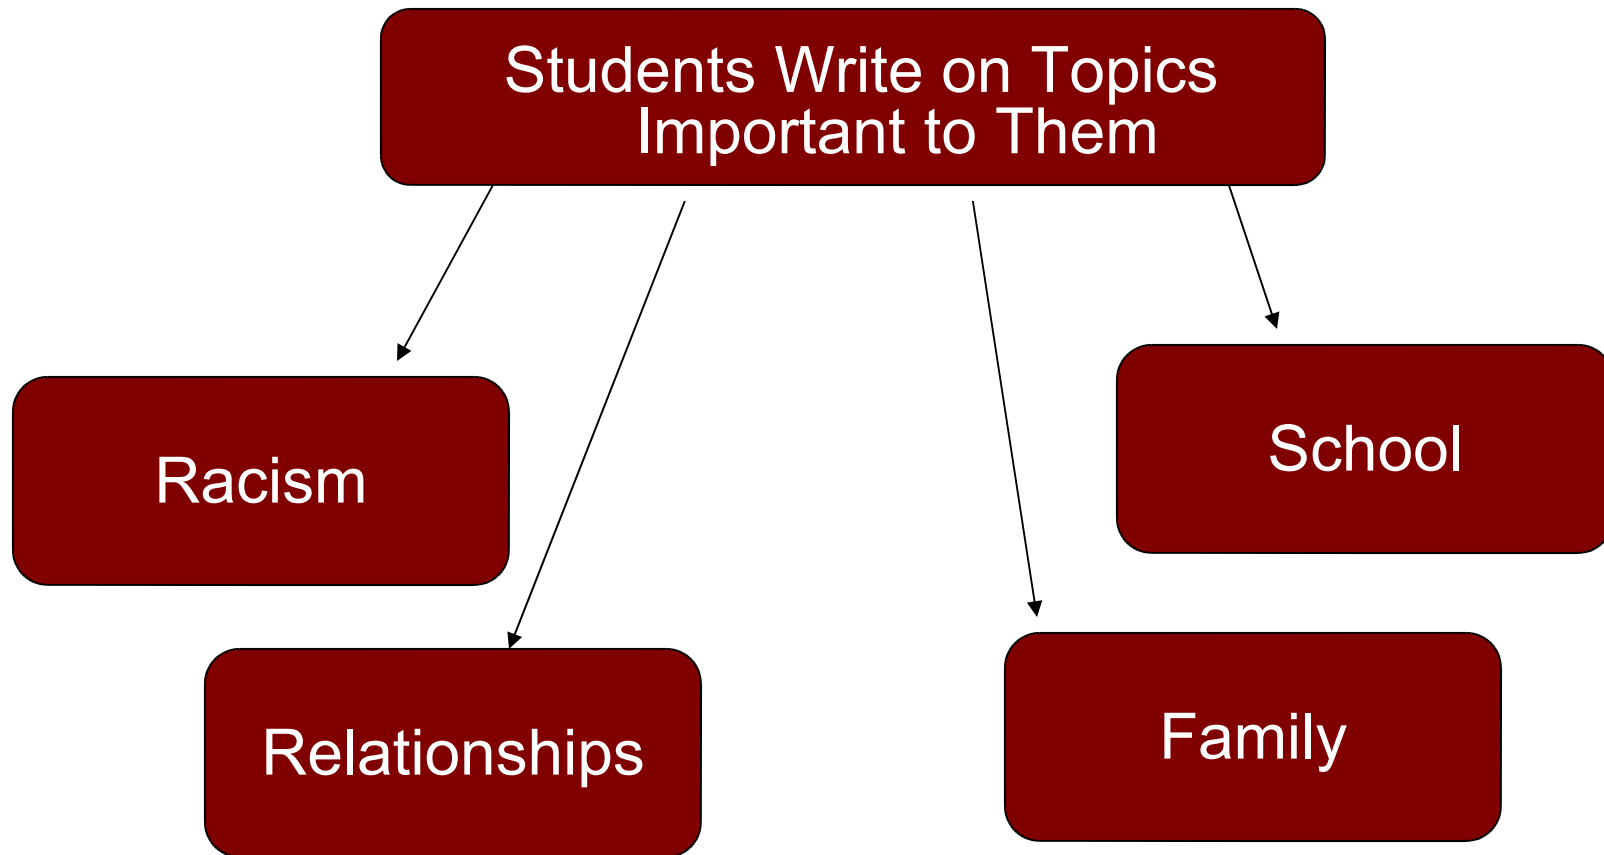 Students Write on Topics
Important to Them
Racism
School
Relationships
Family